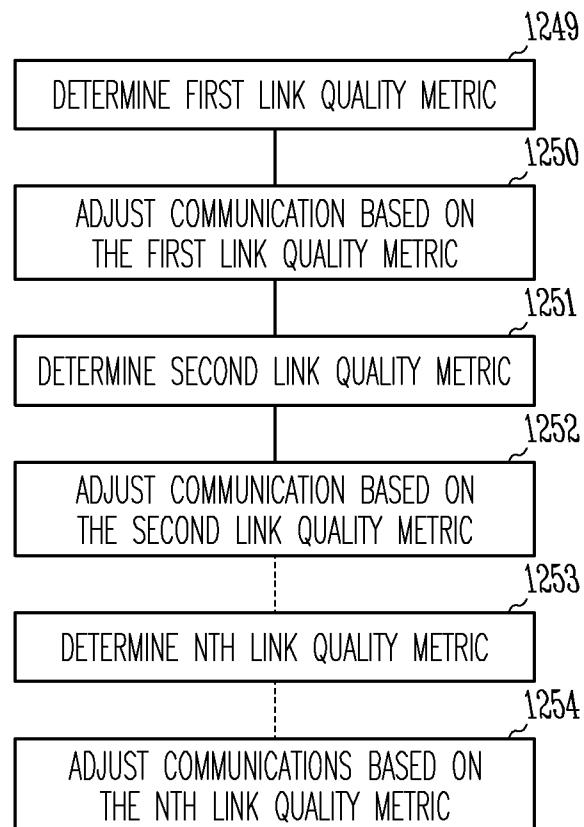 1249
DETERMINE FIRST LINK QUALITY METRIC
1250
ADJUST COMMUNICATION BASED ON
THE FIRST LINK QUALITY METRIC
1251
DETERMINE SECOND LINK QUALITY METRIC
1252
ADJUST COMMUNICATION BASED ON
THE SECOND LINK QUALITY METRIC
1253
DETERMINE NTH LINK QUALITY METRIC
1254
ADJUST COMMUNICATIONS BASED ON
THE NTH LINK QUALITY METRIC